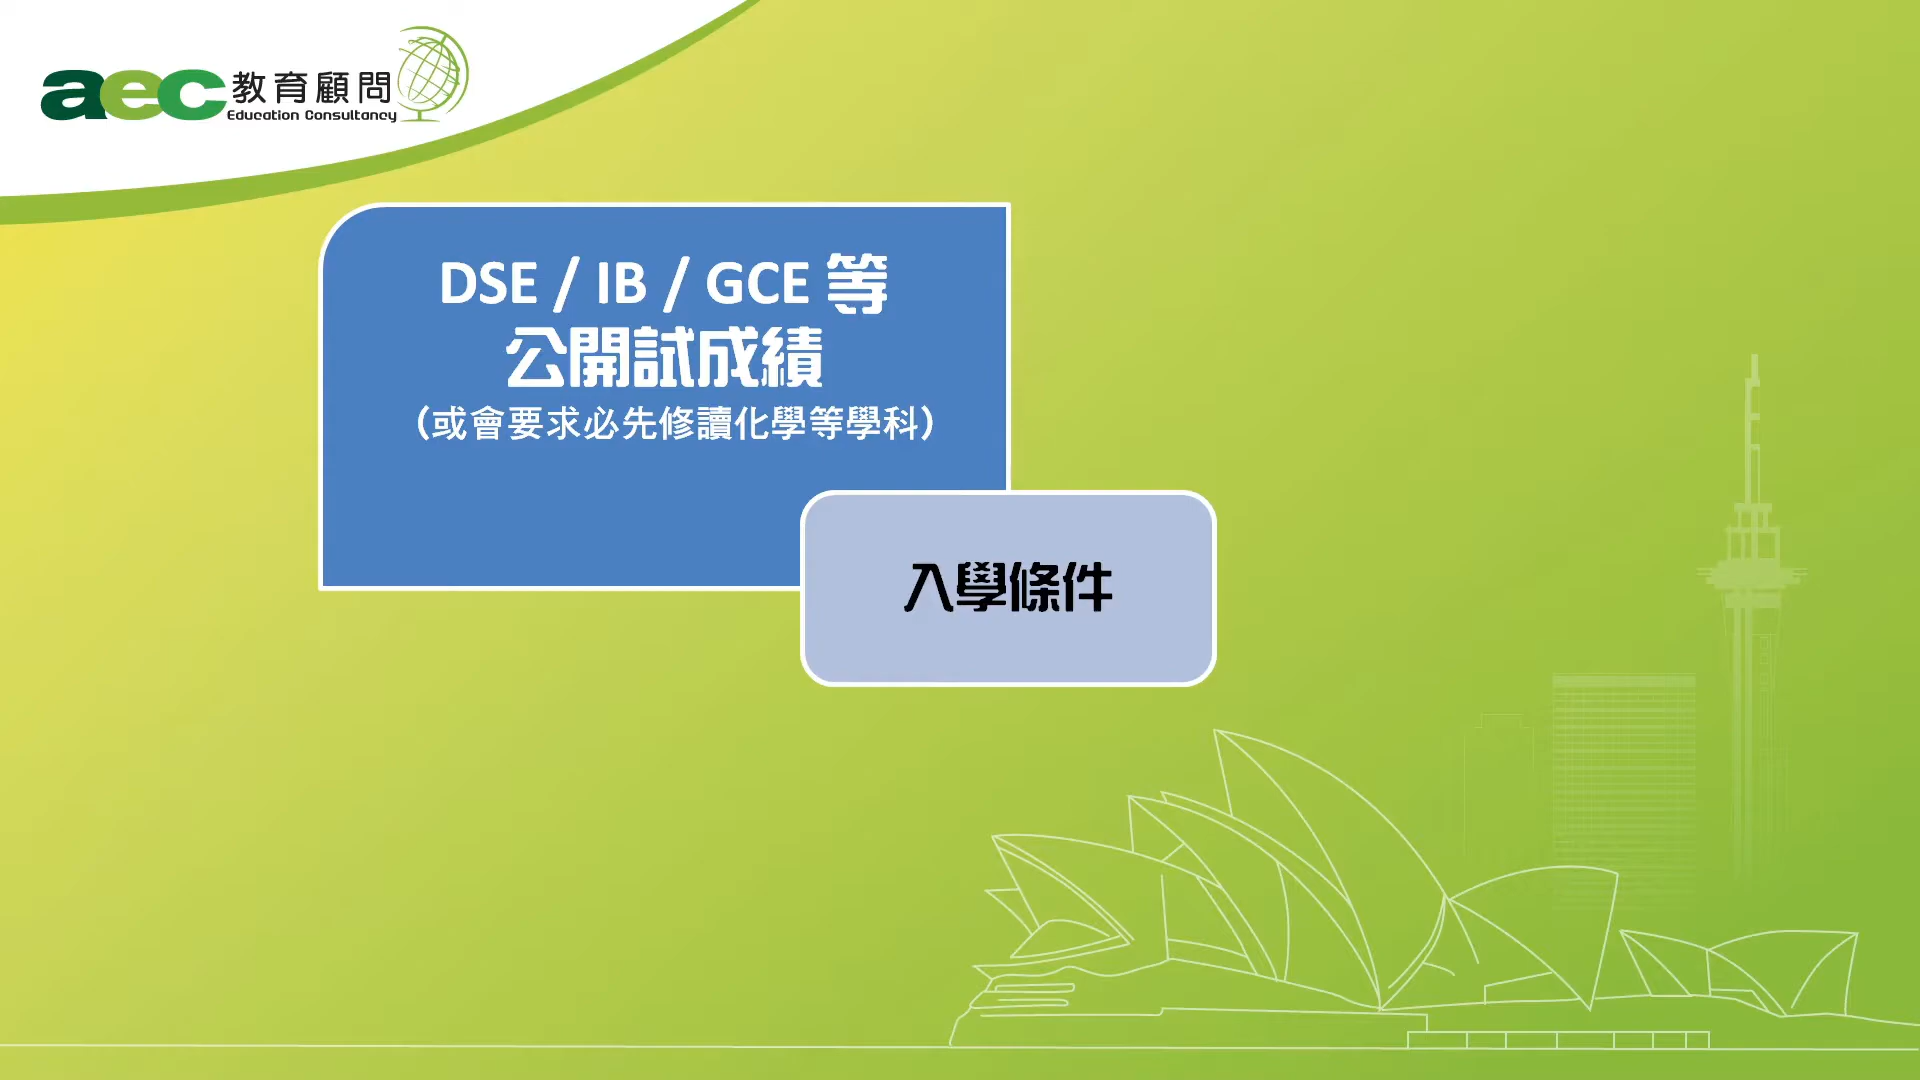 aec 教育顧問
Education Consultancy
DSE / IB / GCE 等
公開試成績
（或會要求必先修讀化學等學科）
入學條件